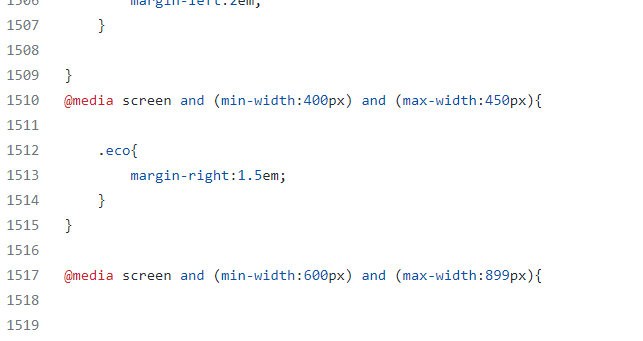 1506 margin-left:2em;
1507 }
1508
1509 }
1510 @media screen and (min-width:400px) and (max-width:450px){
1511
1512 .eco{
1513 margin-right:1.5em;
1514 }
1515 }
1516
1517 @media screen and (min-width:600px) and (max-width:899px){
1518
1519